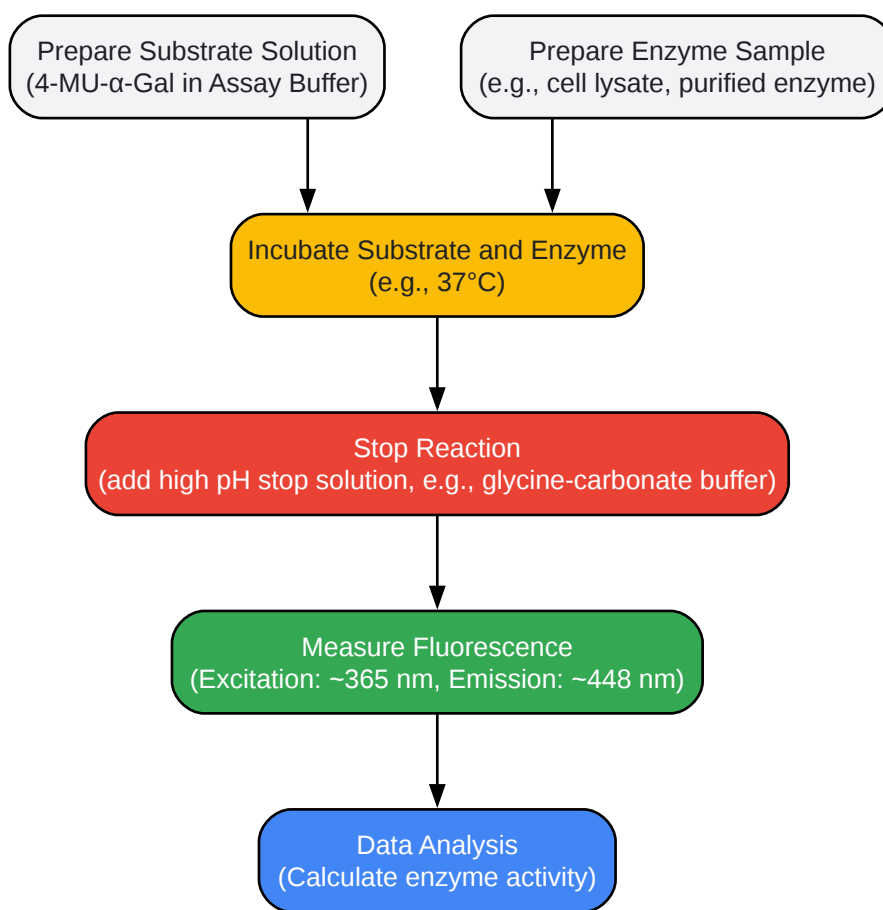 Prepare Substrate Solution
(4-MU-α-Gal in Assay Buffer)
Prepare Enzyme Sample
(e.g., cell lysate, purified enzyme)
Incubate Substrate and Enzyme
(e.g., 37°C)
Stop Reaction
(add high pH stop solution, e.g., glycine-carbonate buffer)
Measure Fluorescence
(Excitation: ~365 nm, Emission: ~448 nm)
Data Analysis
(Calculate enzyme activity)